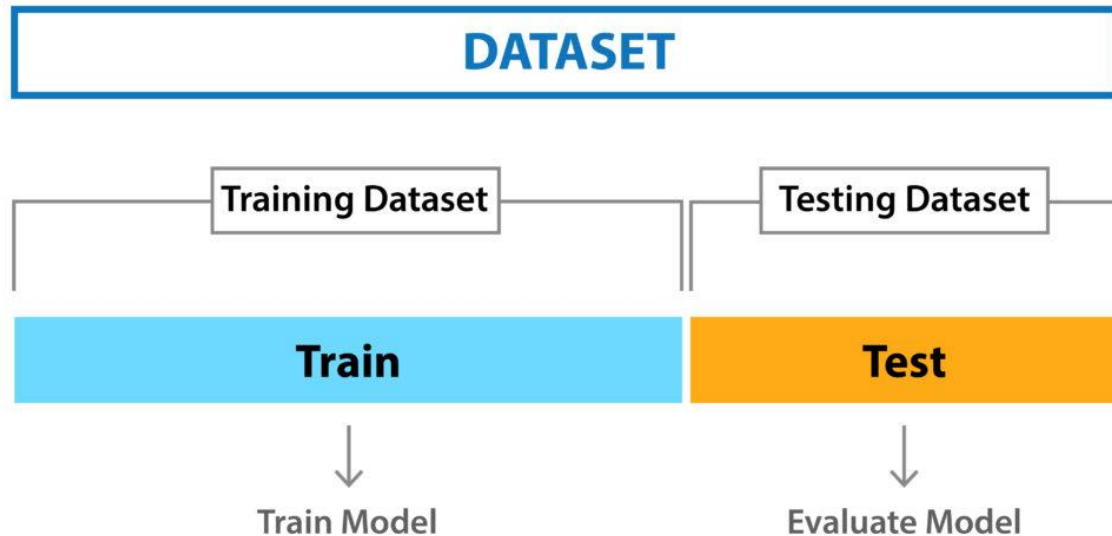 DATASET
Training Dataset
Testing Dataset
Train
Test
Train Model
Evaluate Model